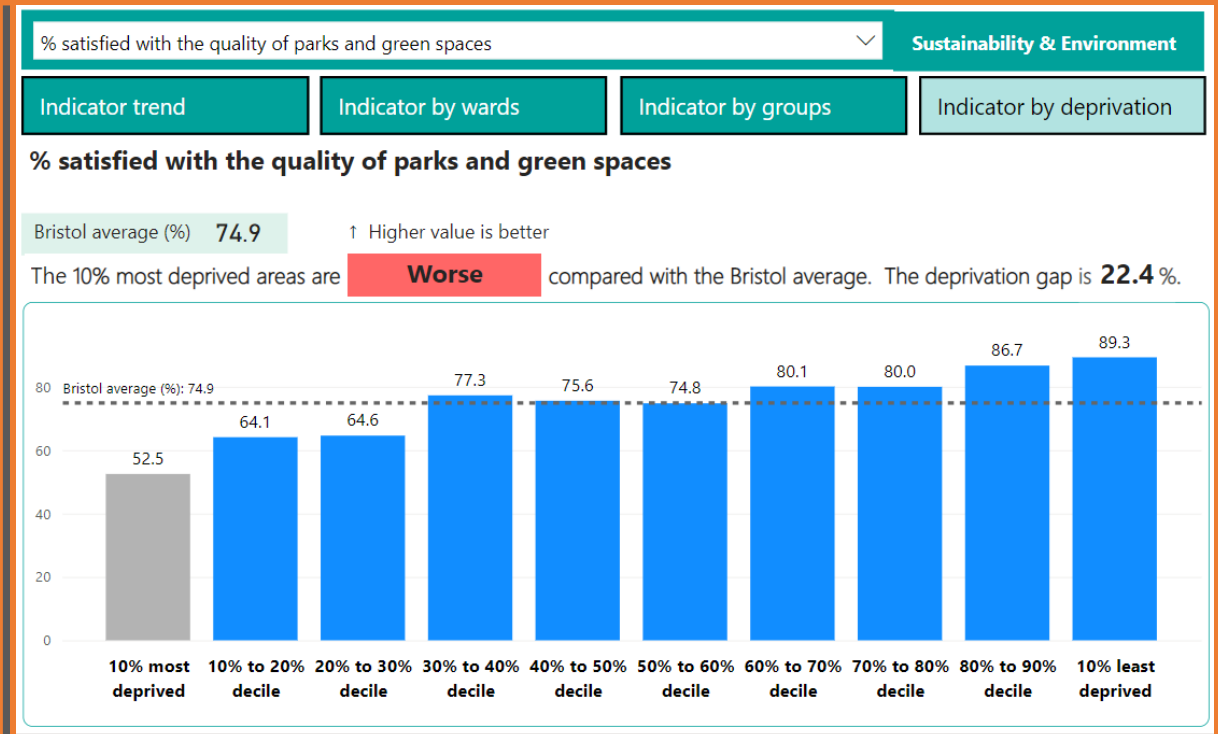 % satisfied with the quality of parks and green spaces
Sustainability & Environment
Indicator trend
Indicator by wards
Indicator by groups
Indicator by deprivation
% satisfied with the quality of parks and green spaces
Bristol average (%) 74.9 ↑ Higher value is better
The 10% most deprived areas are Worse compared with the Bristol average. The deprivation gap is 22.4 %.
80
60
40
20
0
Bristol average (%): 74.9
52.5
64.1
64.6
77.3
75.6
74.8
80.1
80.0
86.7
89.3
10% most
deprived
10% to 20%
decile
20% to 30%
decile
30% to 40%
decile
40% to 50%
decile
50% to 60%
decile
60% to 70%
decile
70% to 80%
decile
80% to 90%
decile
10% least
deprived